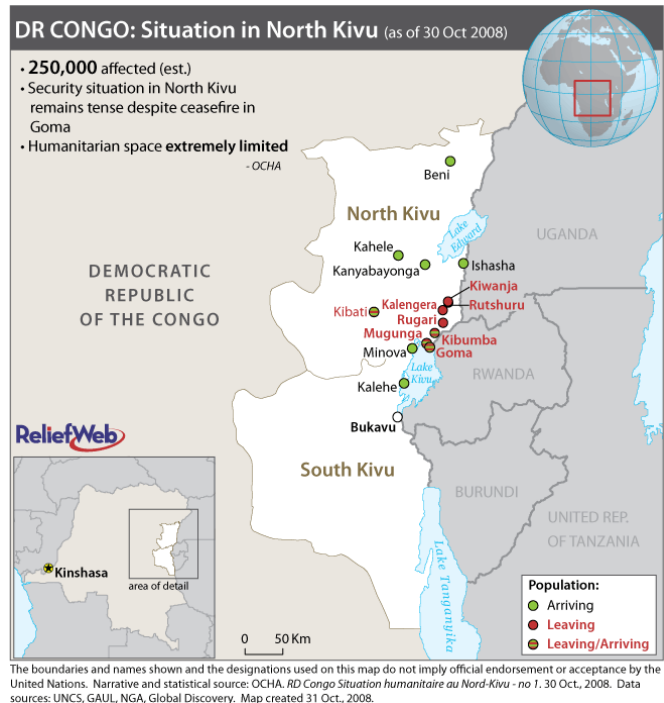 DR CONGO: Situation in North Kivu (as of 30 Oct 2008)
• 250,000 affected (est.)
• Security situation in North Kivu
remains tense despite ceasefire in
Goma
• Humanitarian space extremely limited
- OCHA
Beni
North Kivu
Lake
Edward
UGANDA
Kahele
Kanyabayonga
Ishasha
DEMOCRATIC
REPUBLIC
OF THE CONGO
Kiwanja
Kalengera
Rutshuru
Kibati
Rugari
Mugunga
Kibumba
Minova
Goma
Lake
Kivu
RWANDA
Kalehe
Bukavu
ReliefWeb
South Kivu
BURUNDI
UNITED REP.
OF TANZANIA
Lake Tanganyika
Kinshasa
area of detail
0 50 Km
Population:
Arriving
Leaving
Leaving/Arriving
The boundaries and names shown and the designations used on this map do not imply official endorsement or acceptance by the
United Nations. Narrative and statistical source: OCHA. RD Congo Situation humanitaire au Nord-Kivu - no 1. 30 Oct., 2008. Data
sources: UNCS, GAUL, NGA, Global Discovery. Map created 31 Oct., 2008.